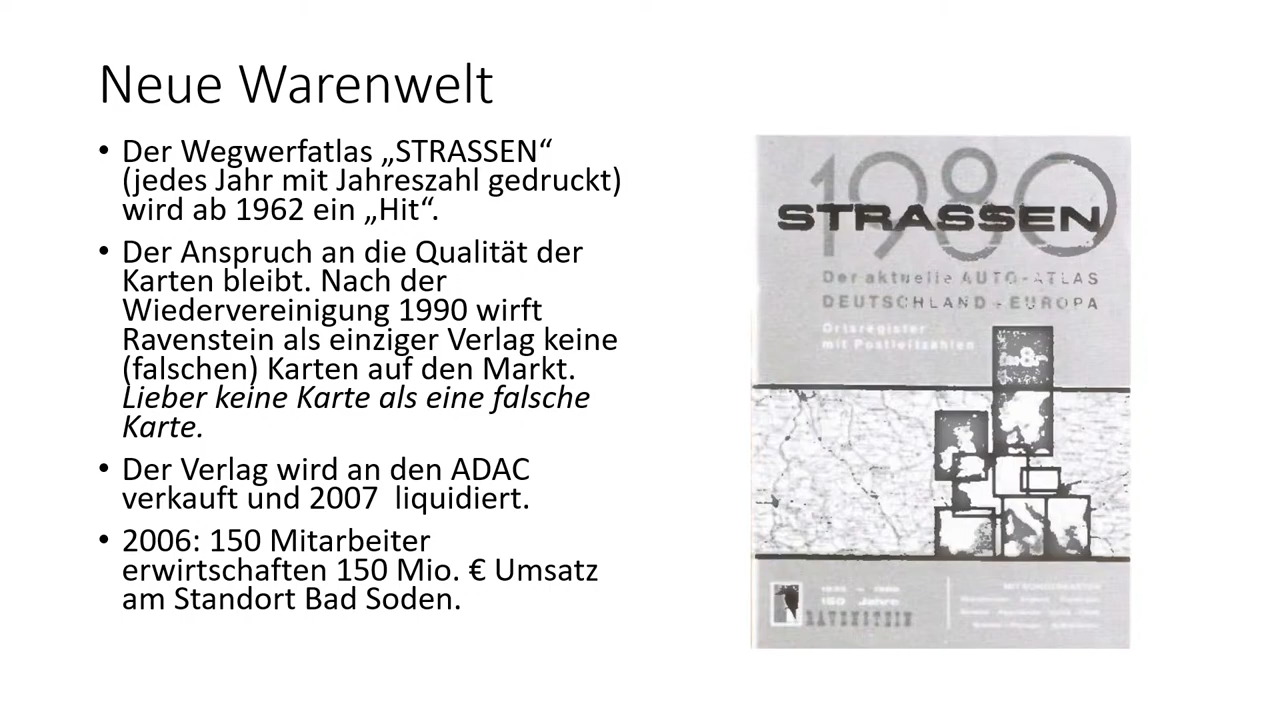 Neue Warenwelt
• Der Wegwerfatlas „STRASSEN“
(jedes Jahr mit Jahreszahl gedruckt)
wird ab 1962 ein „Hit“.
• Der Anspruch an die Qualität der
Karten bleibt. Nach der
Wiedervereinigung 1990 wirft
Ravenstein als einziger Verlag keine
(falschen) Karten auf den Markt.
Lieber keine Karte als eine falsche
Karte.
• Der Verlag wird an den ADAC
verkauft und 2007 liquidiert.
• 2006: 150 Mitarbeiter
erwirtschaften 150 Mio. € Umsatz
am Standort Bad Soden.
1980
STRASSEN
Der aktuelle AUTO-ATLAS
DEUTSCHLAND - EUROPA
Ortsregister
mit Postleitzahlen
150 Jahre
RAVENSTEIN